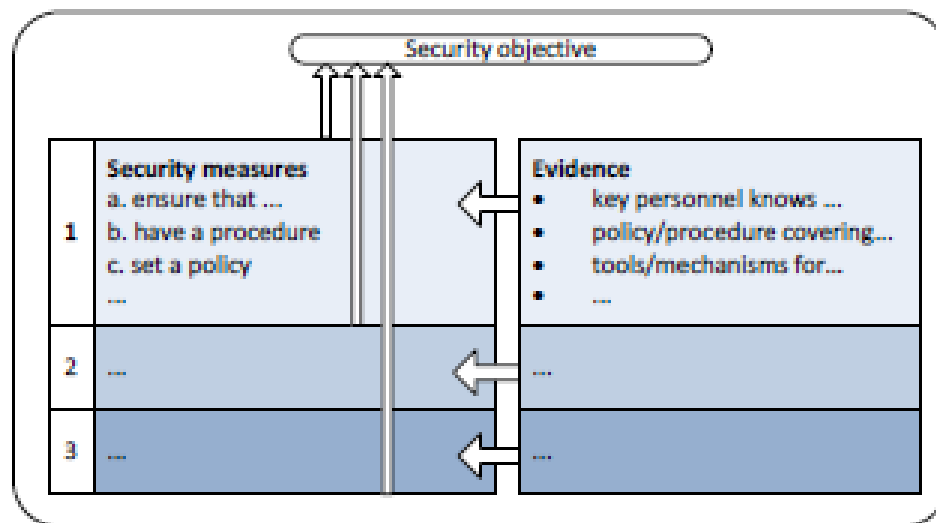 Security objective
1
Security measures
a. ensure that ...
b. have a procedure
c. set a policy
...
Evidence
• key personnel knows ...
• policy/procedure covering...
• tools/mechanisms for...
• ...
2
...
...
3
...
...